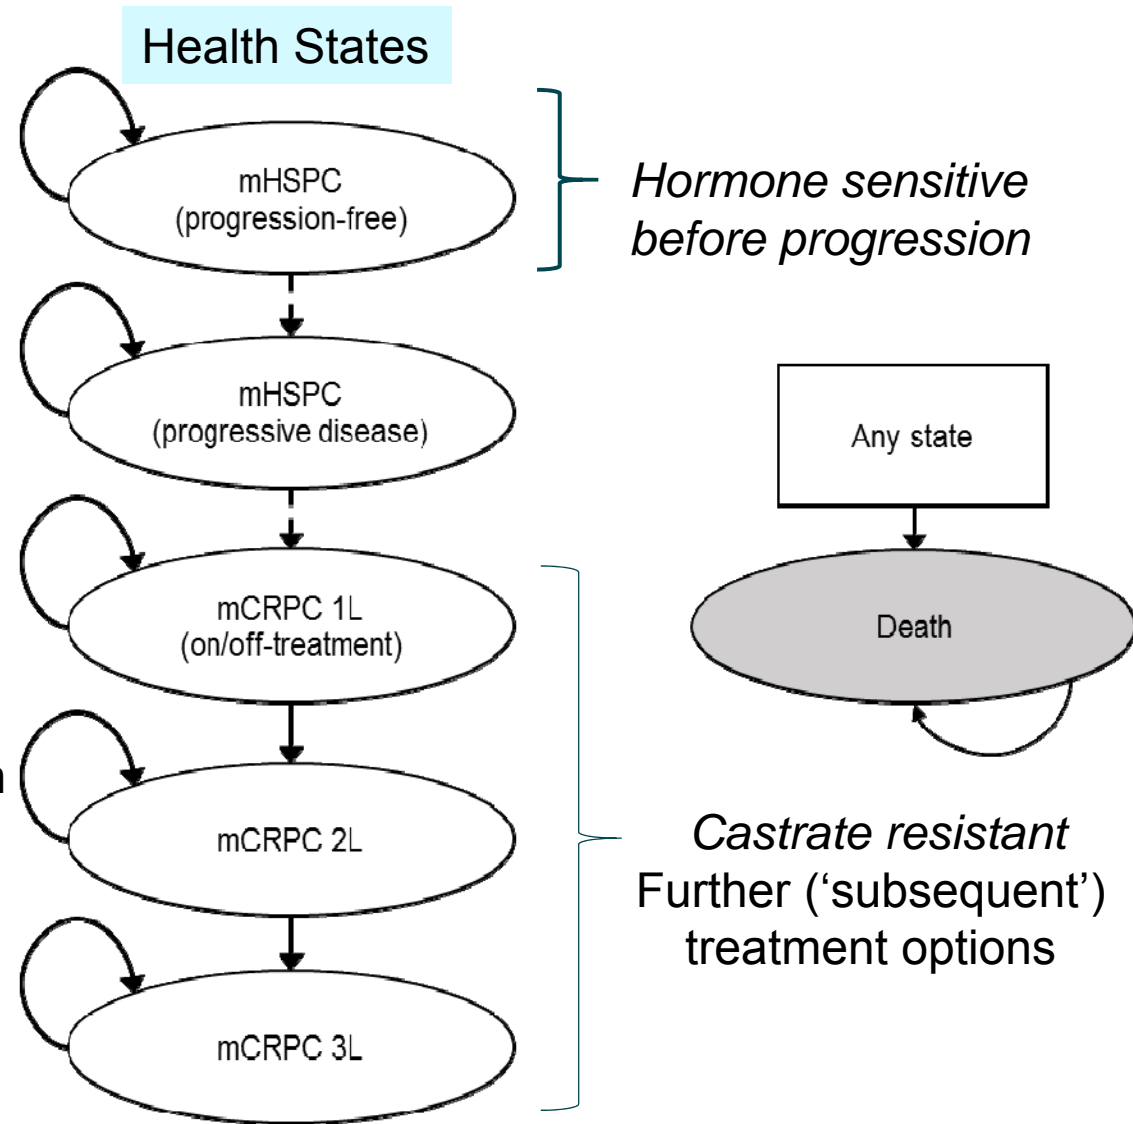 Health States
mHSPC
(progression-free)
Hormone sensitive
before progression
mHSPC
(progressive disease)
Any state
mCRPC 1L
(on/off-treatment)
Death
mCRPC 2L
Castrate resistant
Further (‘subsequent’)
treatment options
mCRPC 3L